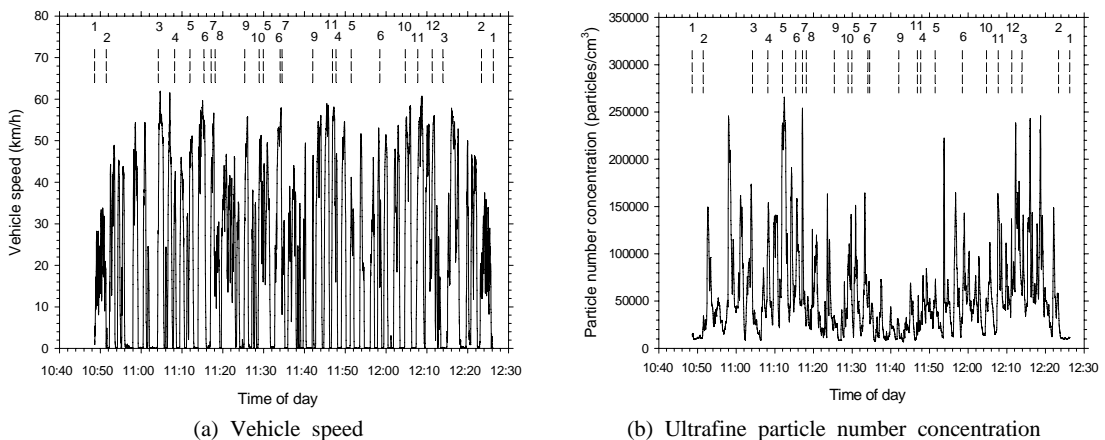 1 3 5 7 9 5 7 11 5 10 12 2
2 4 6 8 10 6 9 4 6 11 3 1
80
70
60
50
40
30
20
10
0
Vehicle speed (km/h)
10:40 10:50 11:00 11:10 11:20 11:30 11:40 11:50 12:00 12:10 12:20 12:30
Time of day
(a) Vehicle speed
1 3 5 7 9 5 7 11 5 10 12 2
2 4 6 8 10 6 9 4 6 11 3 1
350000
300000
250000
200000
150000
100000
50000
0
Particle number concentration (particles/cm³)
10:40 10:50 11:00 11:10 11:20 11:30 11:40 11:50 12:00 12:10 12:20 12:30
Time of day
(b) Ultrafine particle number concentration